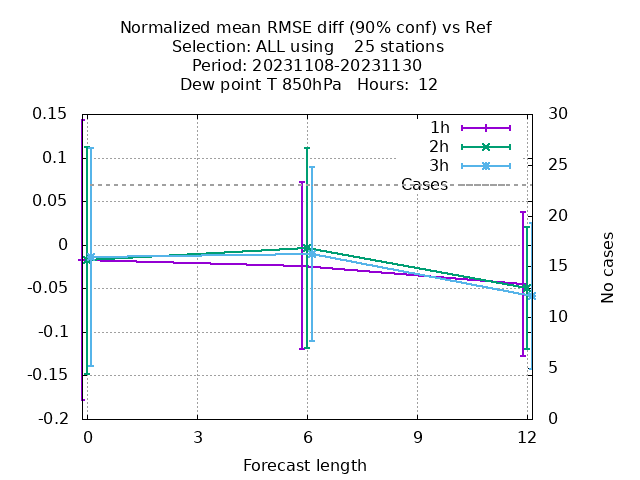 Normalized mean RMSE diff (90% conf) vs Ref
Selection: ALL using    25 stations
Period: 20231108-20231130
Dew point T 850hPa   Hours:  12
0.15
0.1
0.05
0
-0.05
-0.1
-0.15
-0.2
30
25
20
15
10
5
0
1h
2h
3h
Cases
No cases
0
3
6
9
12
Forecast length